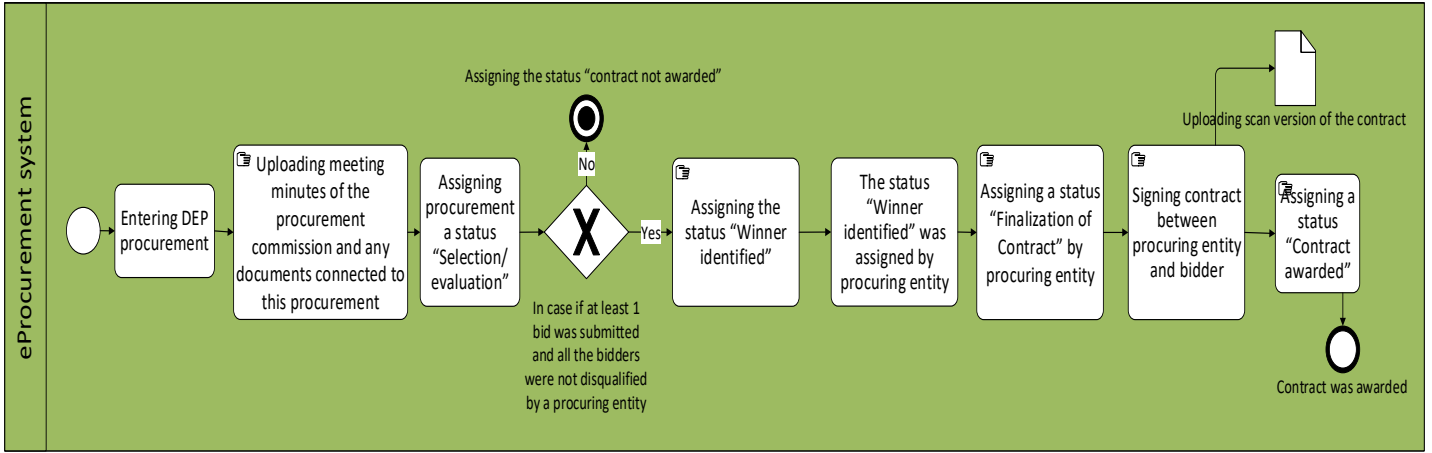 eProcurement system
Entering DEP
procurement
Uploading meeting
minutes of the
procurement
commission and any
documents connected to
this procurement
Assigning
procurement
a status
“Selection/
evaluation”
Assigning the status “contract not awarded”
No
X
Yes
In case if at least 1
bid was submitted
and all the bidders
were not disqualified
by a procuring entity
Assigning the
status “Winner
identified”
The status
“Winner
identified” was
assigned by
procuring entity
Assigning a status
“Finalization of
Contract” by
procuring entity
Signing contract
between
procuring entity
and bidder
Uploading scan version of the contract
Assigning a
status
“Contract
awarded”
Contract was awarded